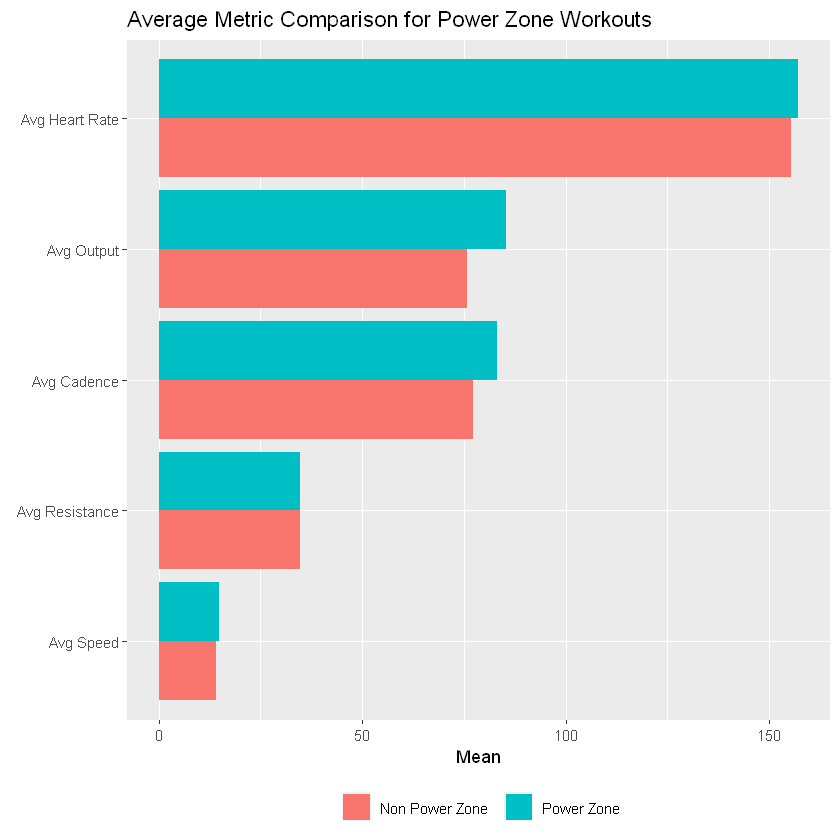 Average Metric Comparison for Power Zone Workouts
Avg Heart Rate
Avg Output
Avg Cadence
Avg Resistance
Avg Speed
0 50 100 150
Mean
Non Power Zone Power Zone